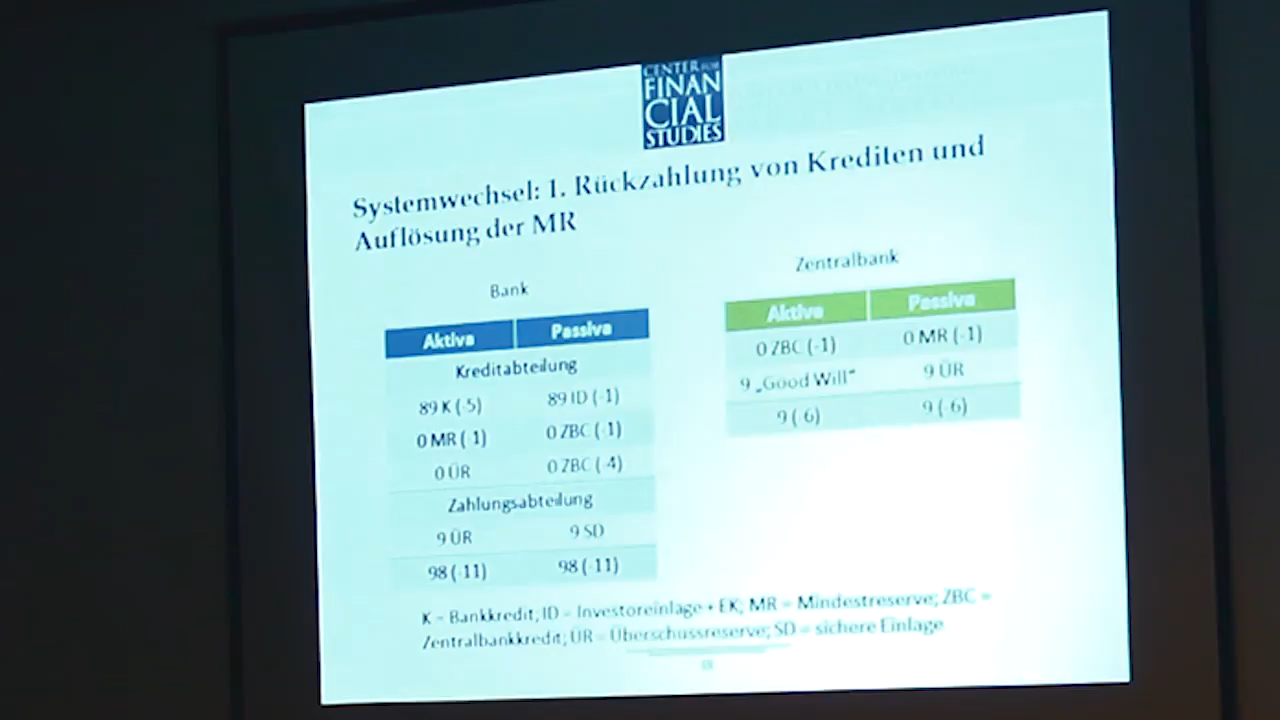 CENTER FOR
FINAN
CIAL
STUDIES
Systemwechsel: 1. Rückzahlung von Krediten und
Auflösung der MR
Bank
Aktiva Passiva
Kreditabteilung
89 K (-5) 89 ID (-1)
0 MR (-1) 0 ZBC (-1)
0 ÜR 0 ZBC (-4)
Zahlungsabteilung
9 ÜR 9 SD
98 (-11) 98 (-11)
Zentralbank
Aktiva Passiva
0 ZBC (-1) 0 MR (-1)
9 „Good Will“ 9 ÜR
9 (-6) 9 (-6)
K = Bankkredit; ID = Investoreinlage + EK; MR = Mindestreserve; ZBC =
Zentralbankkredit; ÜR = Überschussreserve; SD = sichere Einlage